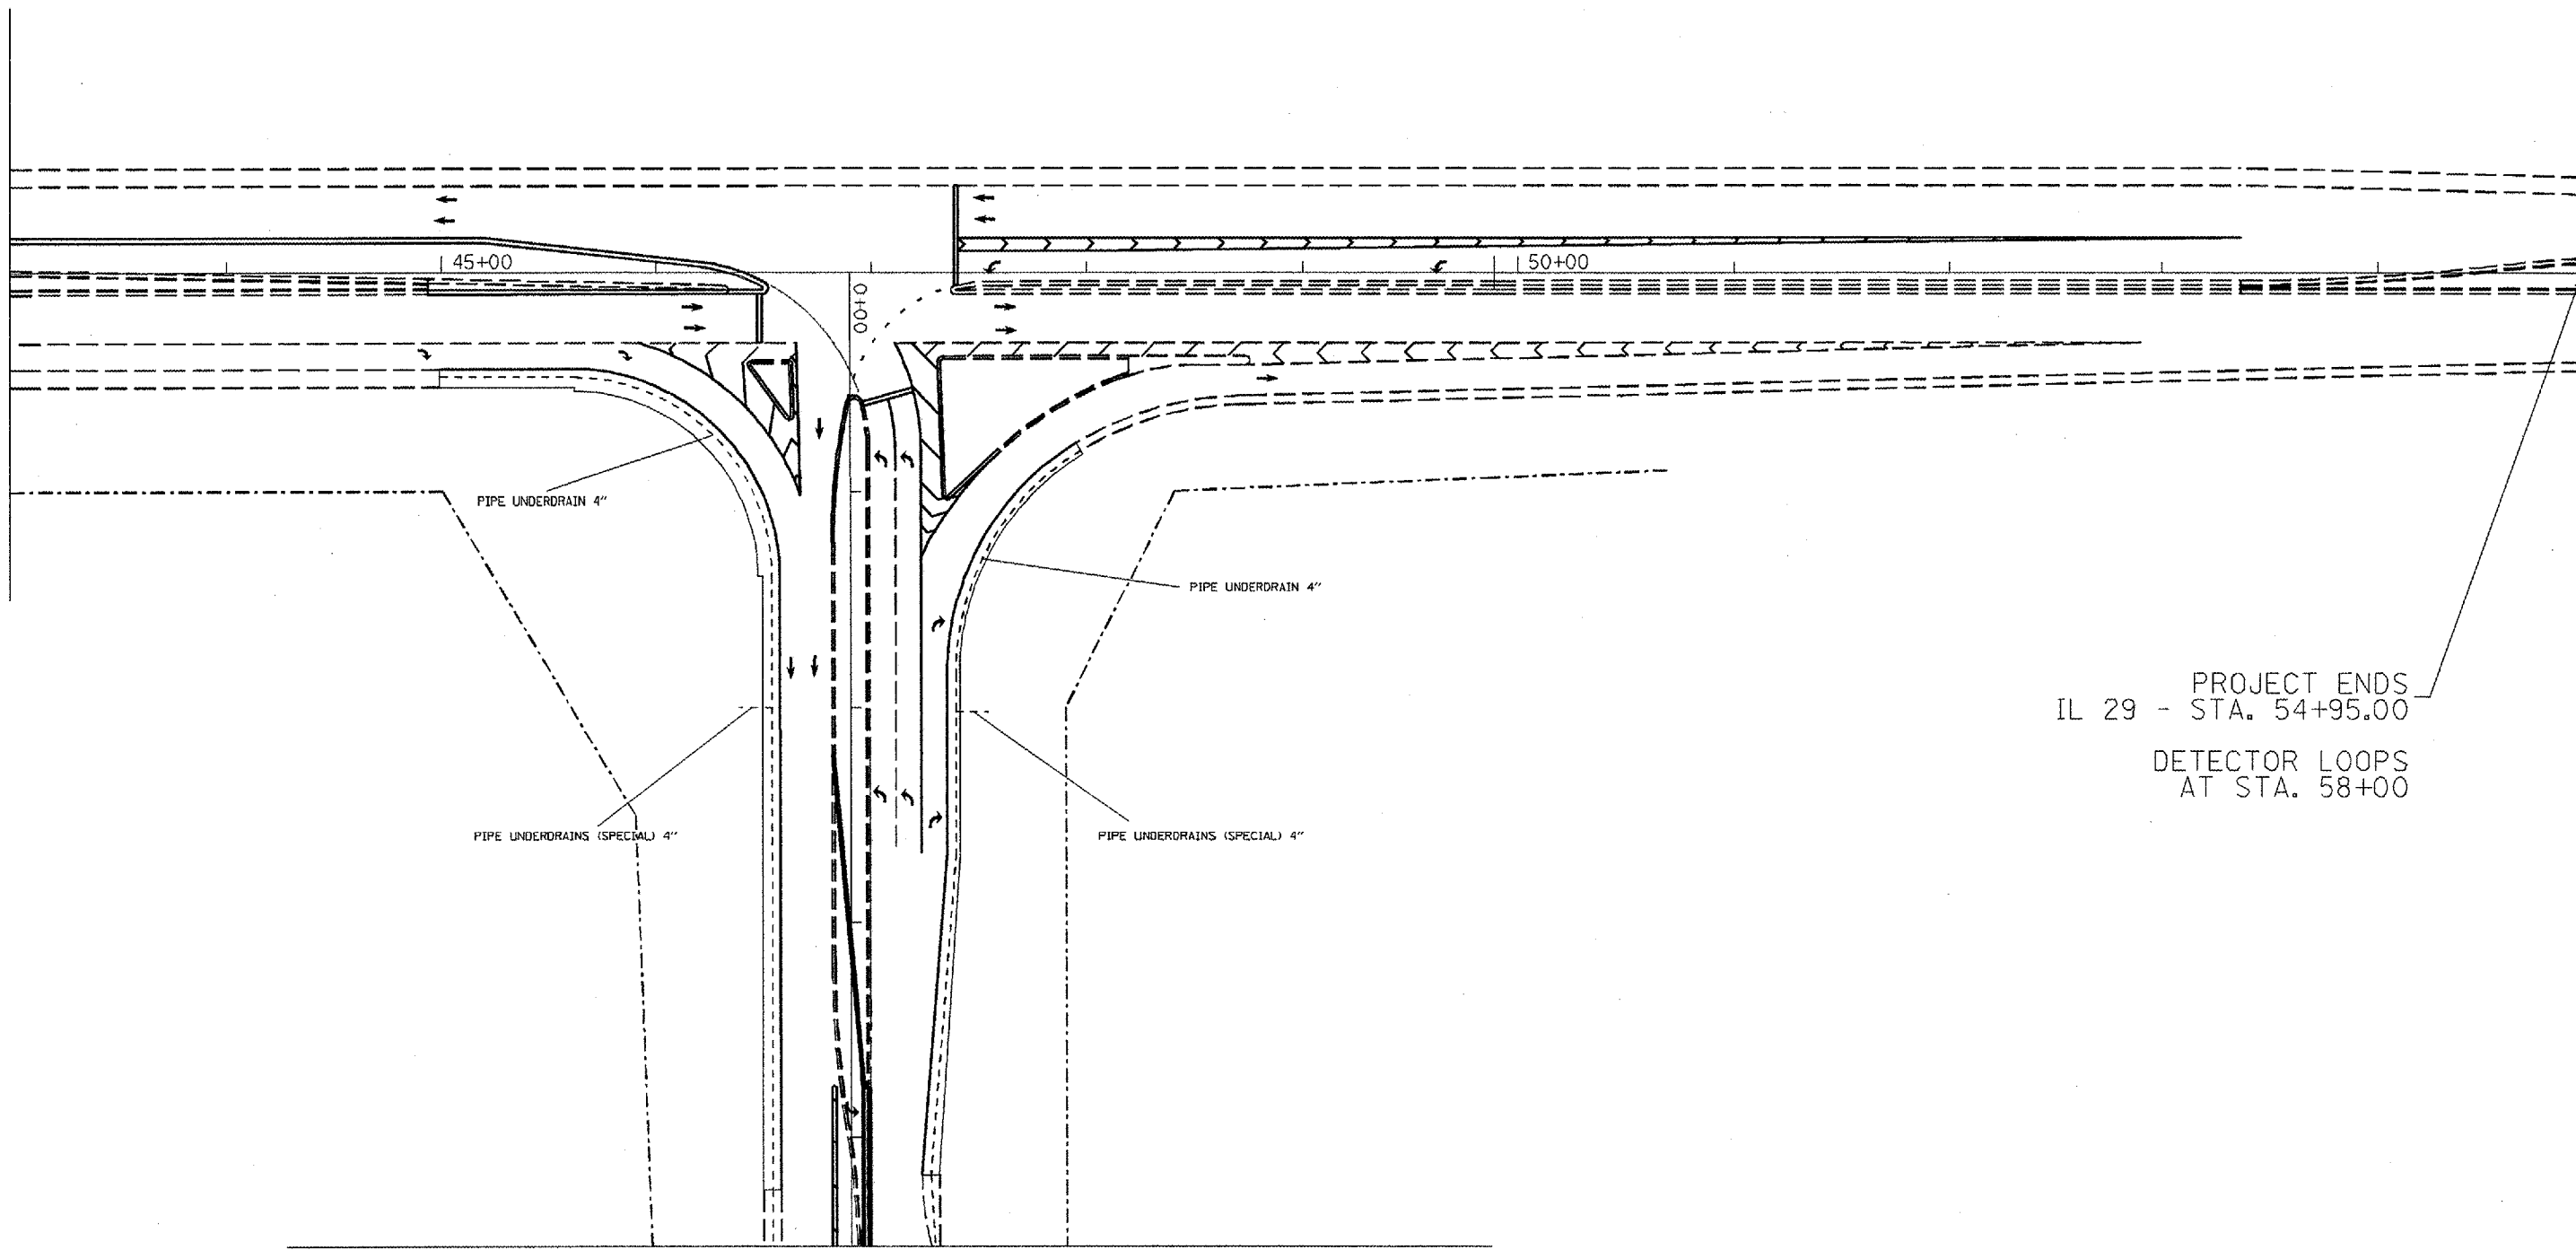 45+00
50+00
0+00
PIPE UNDERDRAIN 4"
PIPE UNDERDRAIN 4"
PROJECT ENDS
IL 29 - STA. 54+95.00
DETECTOR LOOPS
AT STA. 58+00
PIPE UNDERDRAINS (SPECIAL) 4"
PIPE UNDERDRAINS (SPECIAL) 4"